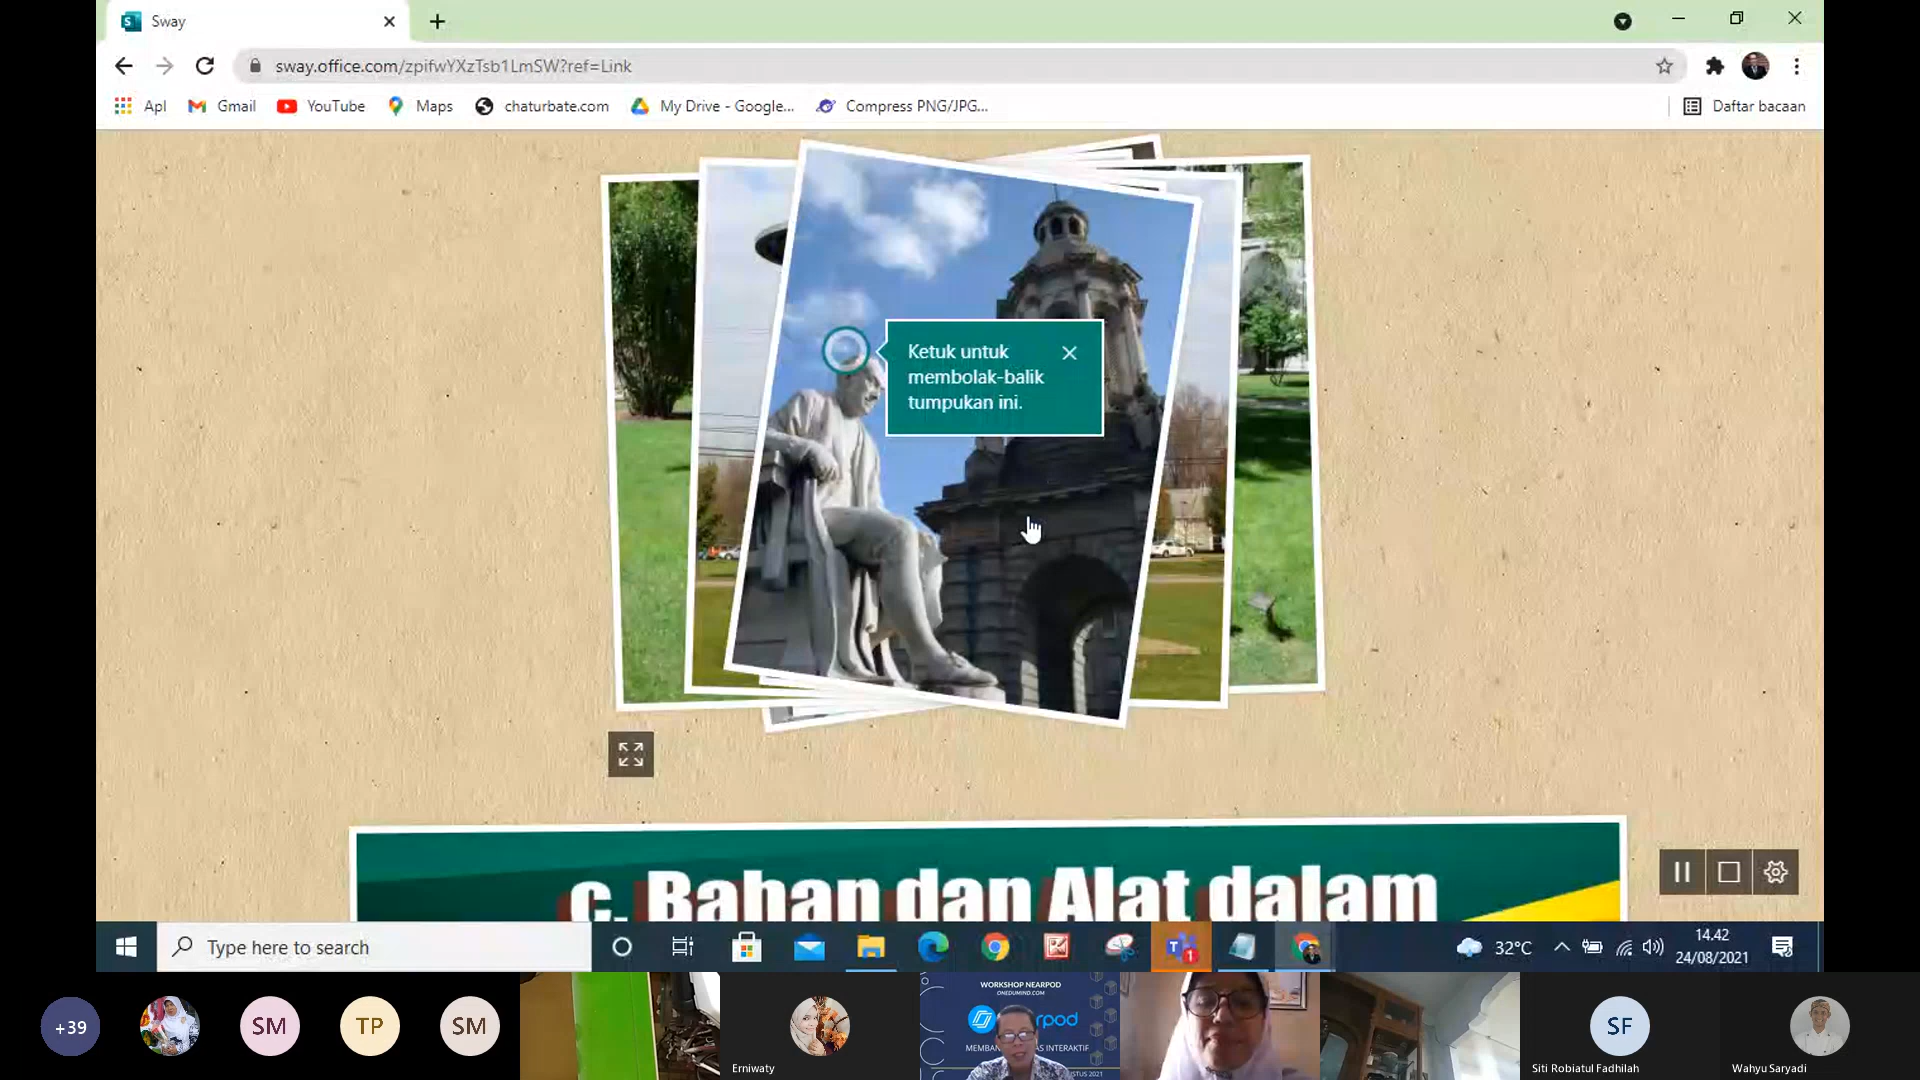 Sway
sway.office.com/zpifwYXzTsb1LmSW?ref=Link
Apl
Gmail
YouTube
Maps
chaturbate.com
My Drive - Google...
Compress PNG/JPG...
Daftar bacaan
Ketuk untuk
membolak-balik
tumpukan ini.
c. Bahan dan Alat dalam
Type here to search
32°C
14.42
24/08/2021
+39
SM
TP
SM
Erniwaty
WORKSHOP NEARPOD
ONEDUMIND.COM
SF
Siti Robiatul Fadhilah
Wahyu Saryadi